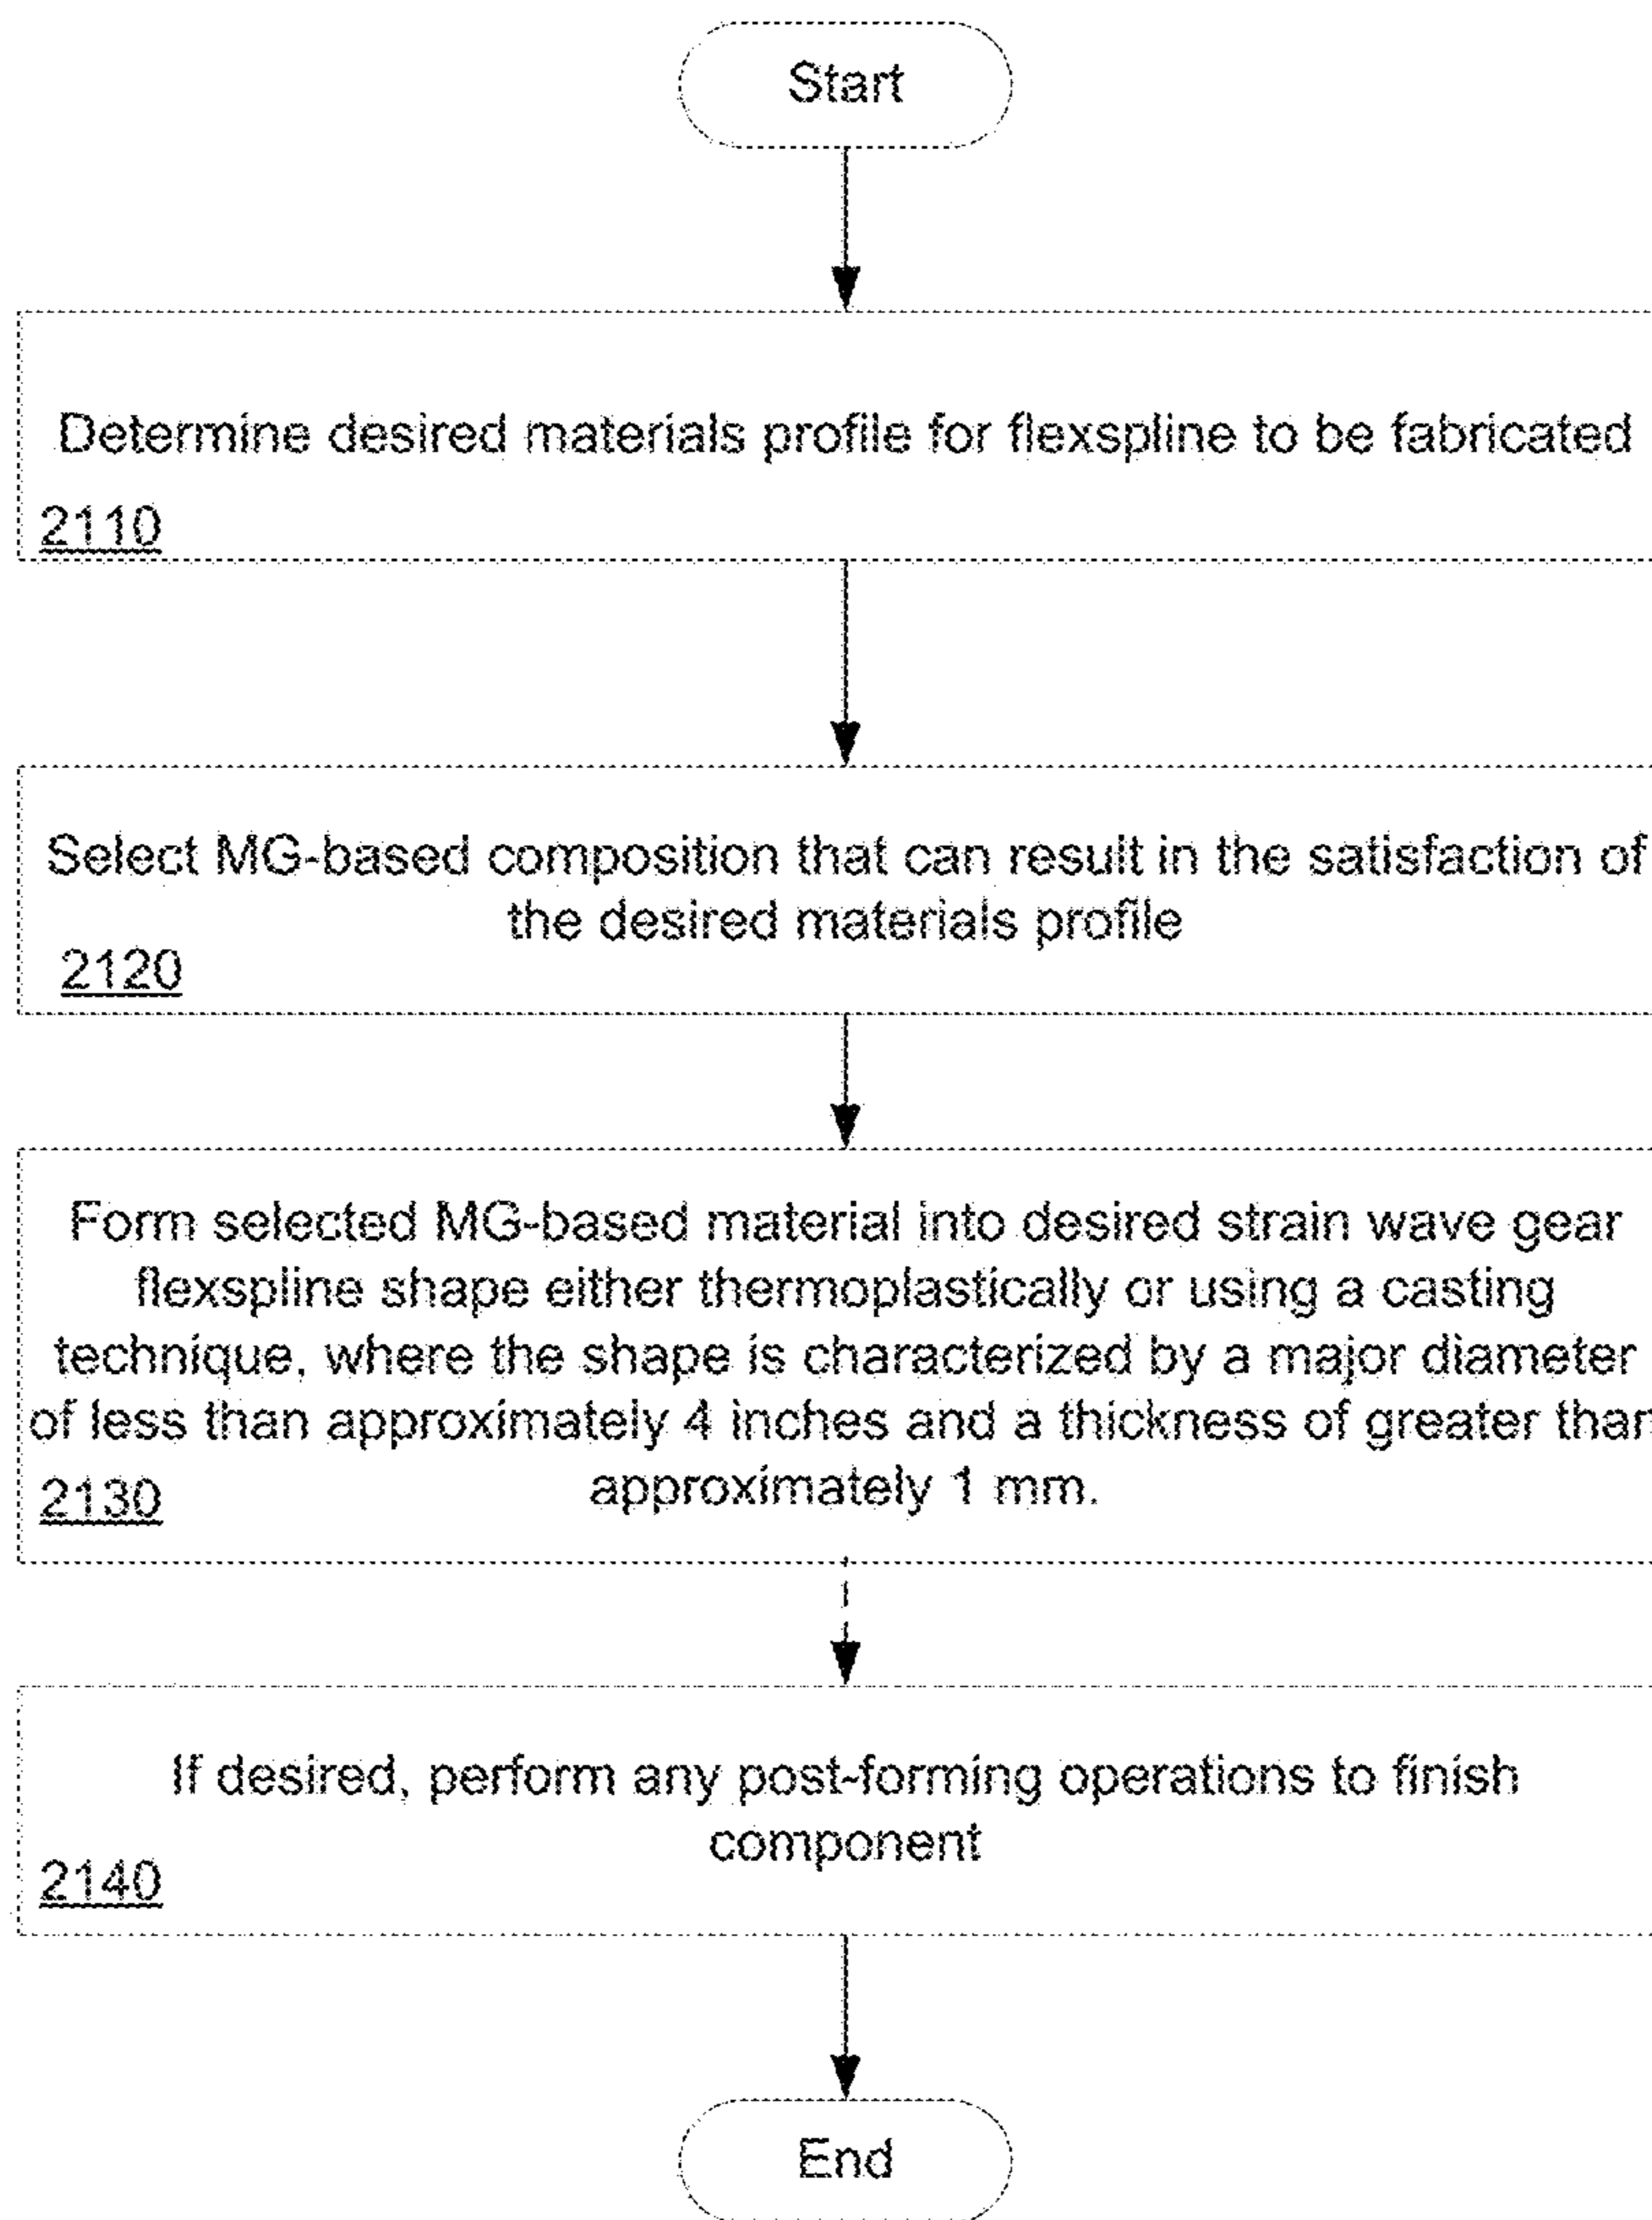 Start
Determine desired materials profile for flexspline to be fabricated
2110
Select MG-based composition that can result in the satisfaction of
the desired materials profile
2120
Form selected MG-based material into desired strain wave gear
flexspline shape either thermoplastically or using a casting
technique, where the shape is characterized by a major diameter
of less than approximately 4 inches and a thickness of greater than
approximately 1 mm.
2130
If desired, perform any post-forming operations to finish
component
2140
End